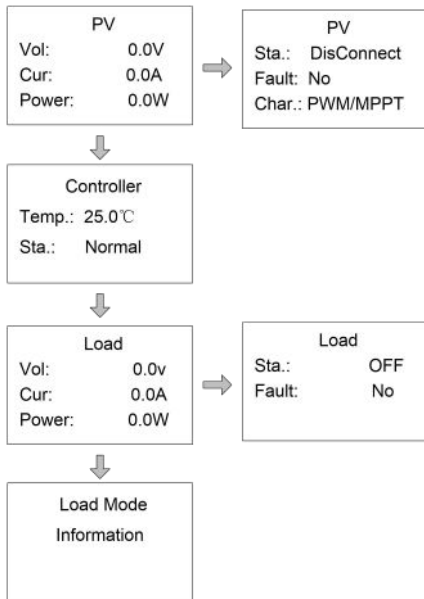 PV
Vol: 0.0V
Cur: 0.0A
Power: 0.0W
PV
Sta.: DisConnect
Fault: No
Char.: PWM/MPPT
Controller
Temp.: 25.0℃
Sta.: Normal
Load
Vol: 0.0v
Cur: 0.0A
Power: 0.0W
Load
Sta.: OFF
Fault: No
Load Mode
Information